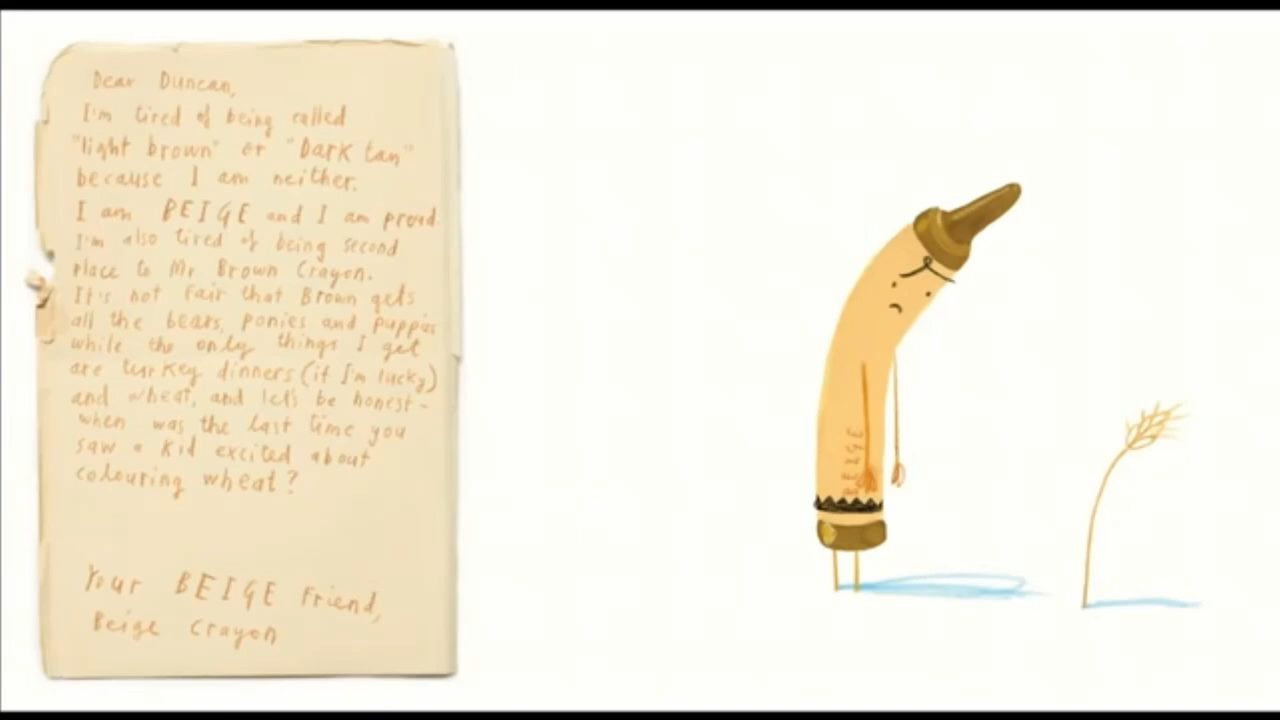 Dear Duncan,
I'm tired of being called
"light brown" or "Dark tan"
because I am neither.
I am BEIGE and I am proud.
I'm also tired of being second
place to Mr Brown Crayon.
It's not fair that Brown gets
all the bears, ponies and puppies
while the only things I get
are turkey dinners (if I'm lucky)
and wheat, and let's be honest-
when was the last time you
saw a kid excited about
colouring wheat?
Your BEIGE friend,
Beige Crayon
BEIGE